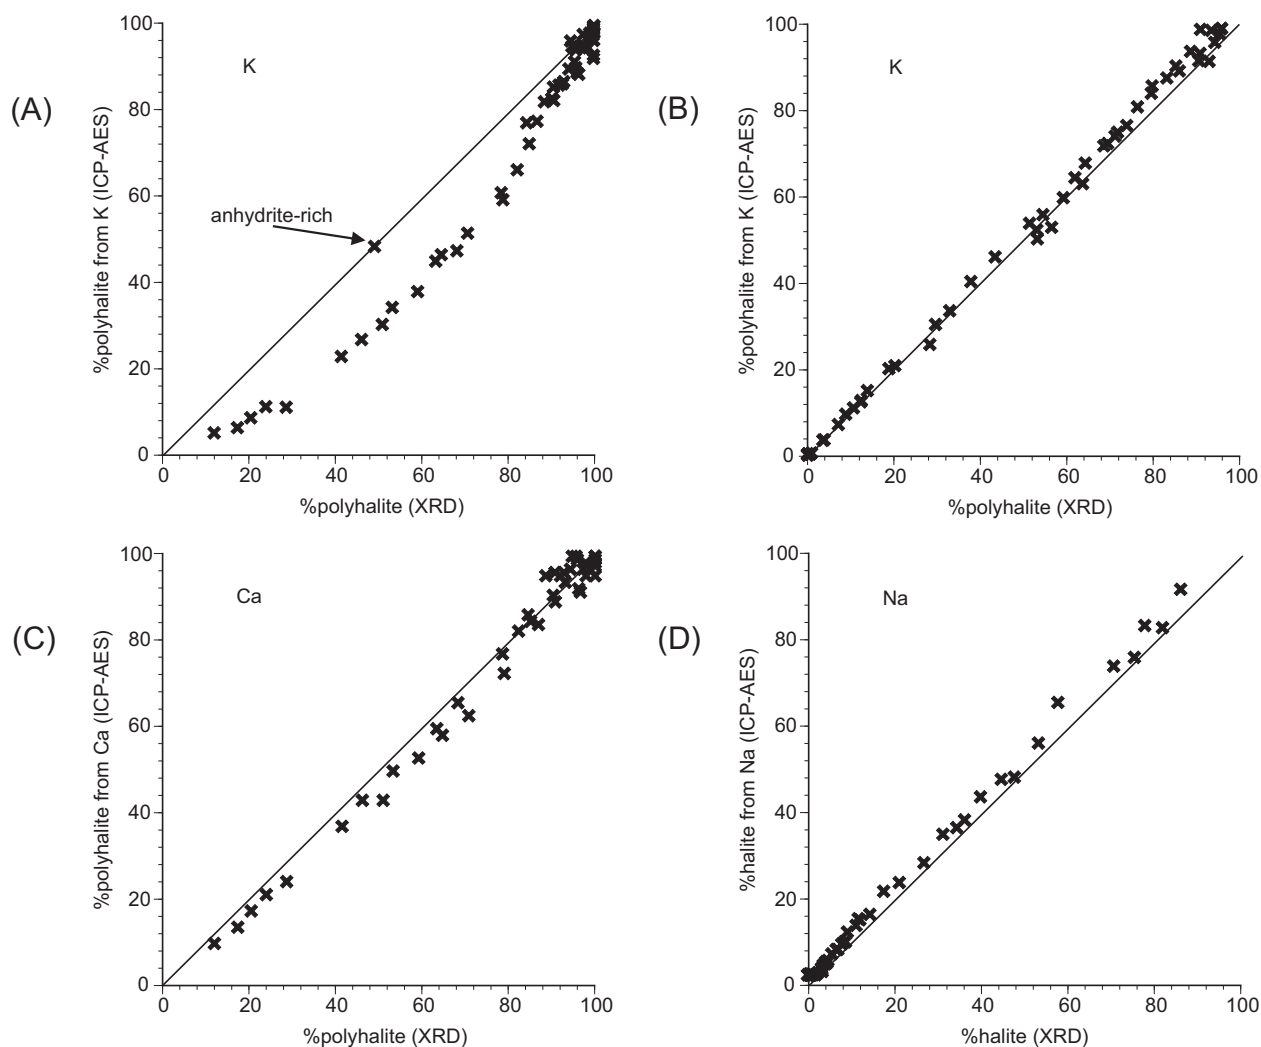 (A)
K
anhydrite-rich
%polyhalite from K (ICP-AES)
100
80
60
40
20
0
0 20 40 60 80 100
%polyhalite (XRD)
(B)
K
%polyhalite from K (ICP-AES)
100
80
60
40
20
0
0 20 40 60 80 100
%polyhalite (XRD)
(C)
Ca
%polyhalite from Ca (ICP-AES)
100
80
60
40
20
0
0 20 40 60 80 100
%polyhalite (XRD)
(D)
Na
%halite from Na (ICP-AES)
100
80
60
40
20
0
0 20 40 60 80 100
%halite (XRD)